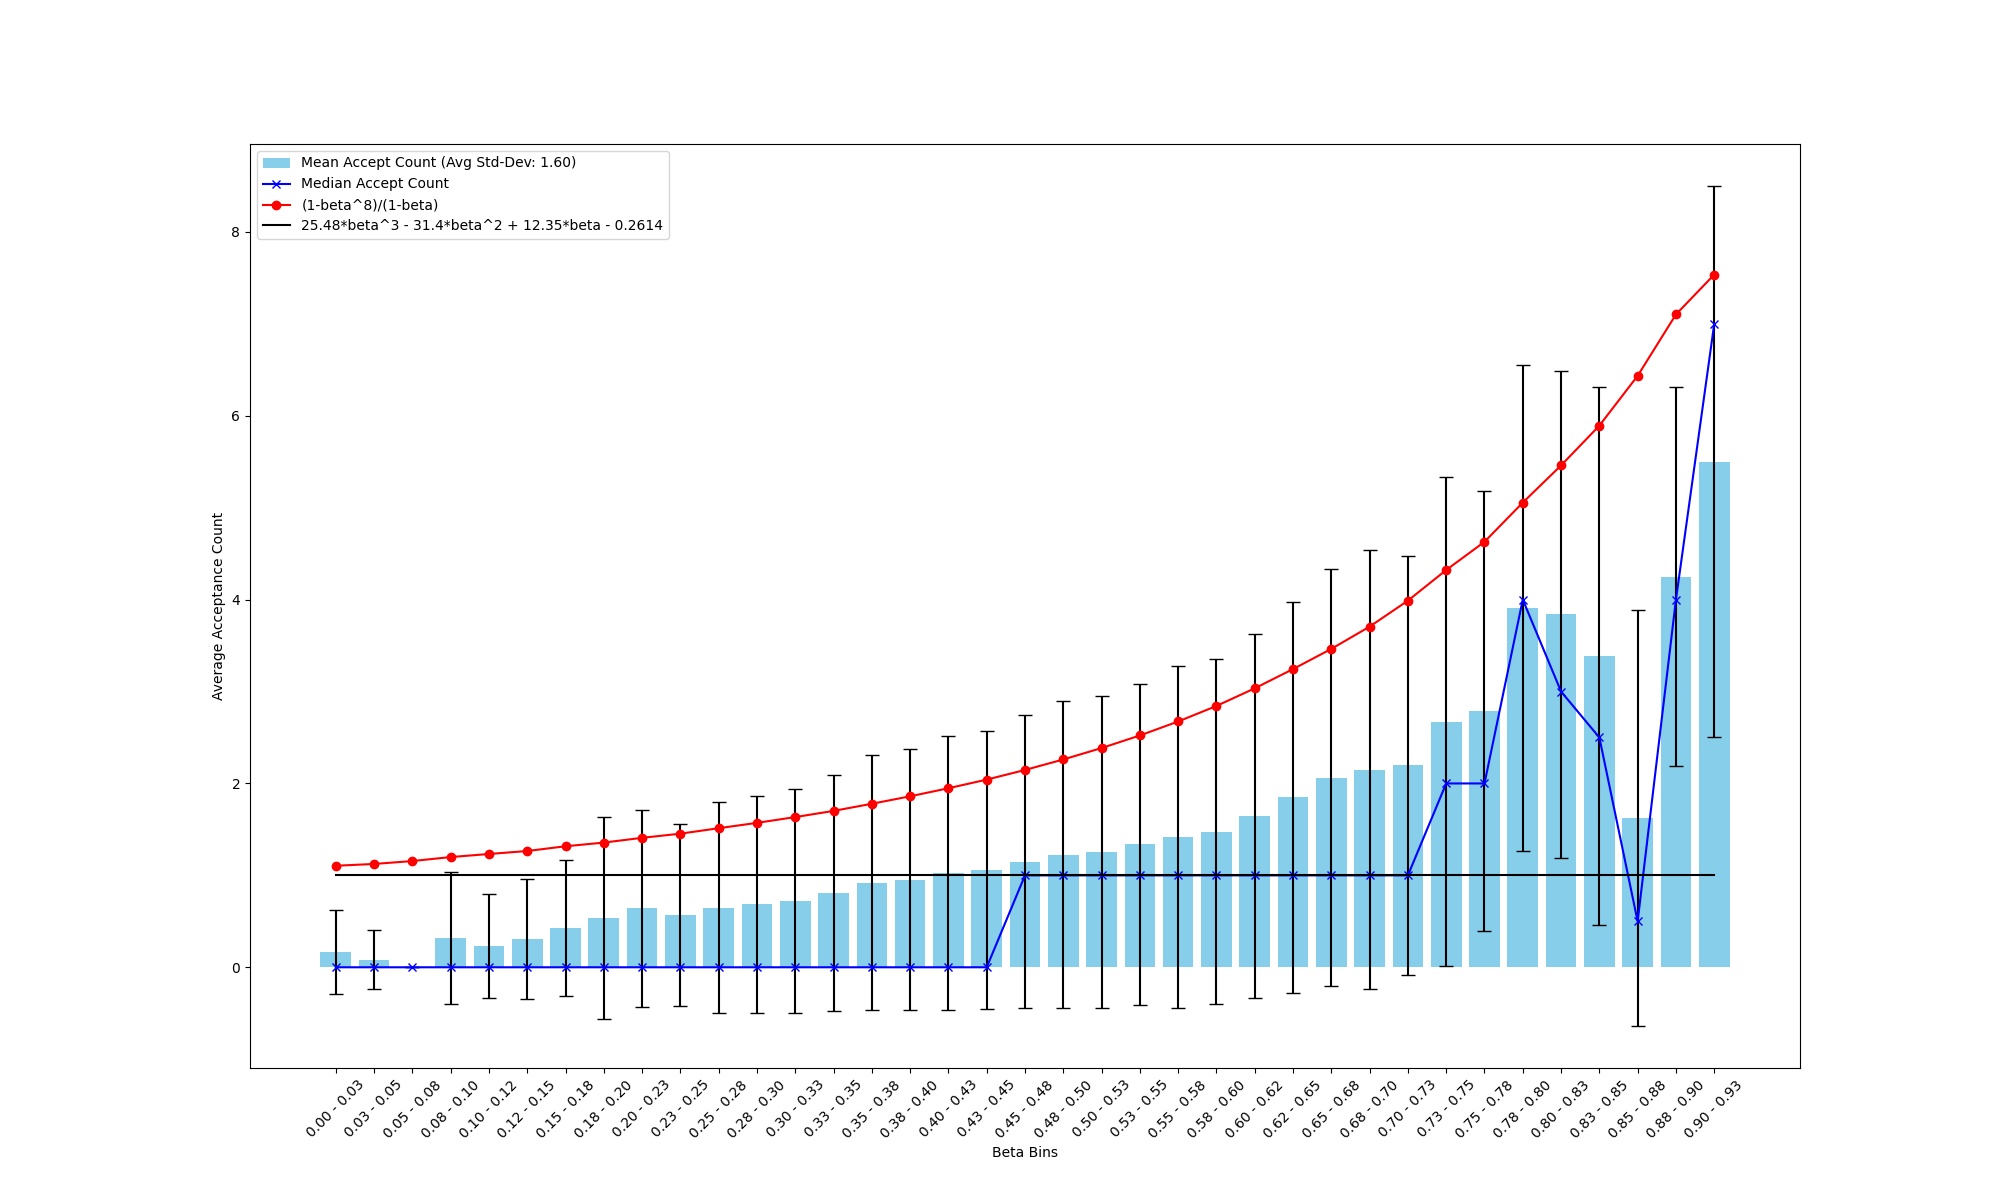 Mean Accept Count (Avg Std-Dev: 1.60)
Median Accept Count
(1-beta^8)/(1-beta)
25.48*beta^3 - 31.4*beta^2 + 12.35*beta - 0.2614
8
6
4
2
0
Average Acceptance Count
0.00 - 0.03
0.03 - 0.05
0.05 - 0.08
0.08 - 0.10
0.10 - 0.12
0.12 - 0.15
0.15 - 0.18
0.18 - 0.20
0.20 - 0.23
0.23 - 0.25
0.25 - 0.28
0.28 - 0.30
0.30 - 0.33
0.33 - 0.35
0.35 - 0.38
0.38 - 0.40
0.40 - 0.43
0.43 - 0.45
0.45 - 0.48
0.48 - 0.50
0.50 - 0.53
0.53 - 0.55
0.55 - 0.58
0.58 - 0.60
0.60 - 0.62
0.62 - 0.65
0.65 - 0.68
0.68 - 0.70
0.70 - 0.73
0.73 - 0.75
0.75 - 0.78
0.78 - 0.80
0.80 - 0.83
0.83 - 0.85
0.85 - 0.88
0.88 - 0.90
0.90 - 0.93
Beta Bins